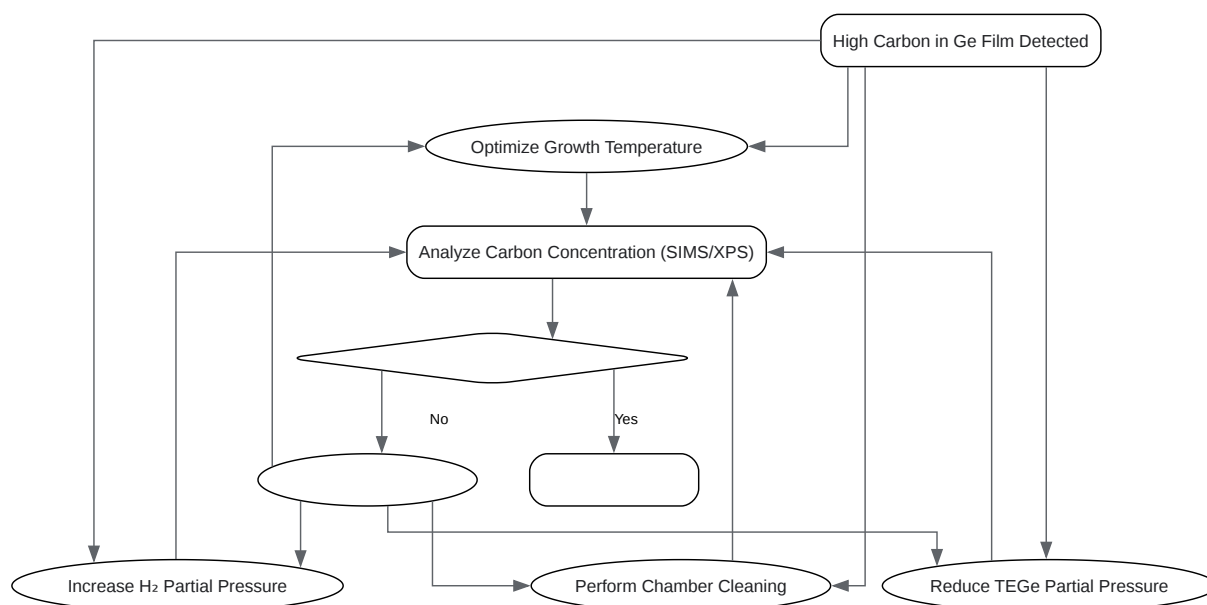 High Carbon in Ge Film Detected
Optimize Growth Temperature
Analyze Carbon Concentration (SIMS/XPS)
No
Yes
Increase H₂ Partial Pressure
Perform Chamber Cleaning
Reduce TEGe Partial Pressure